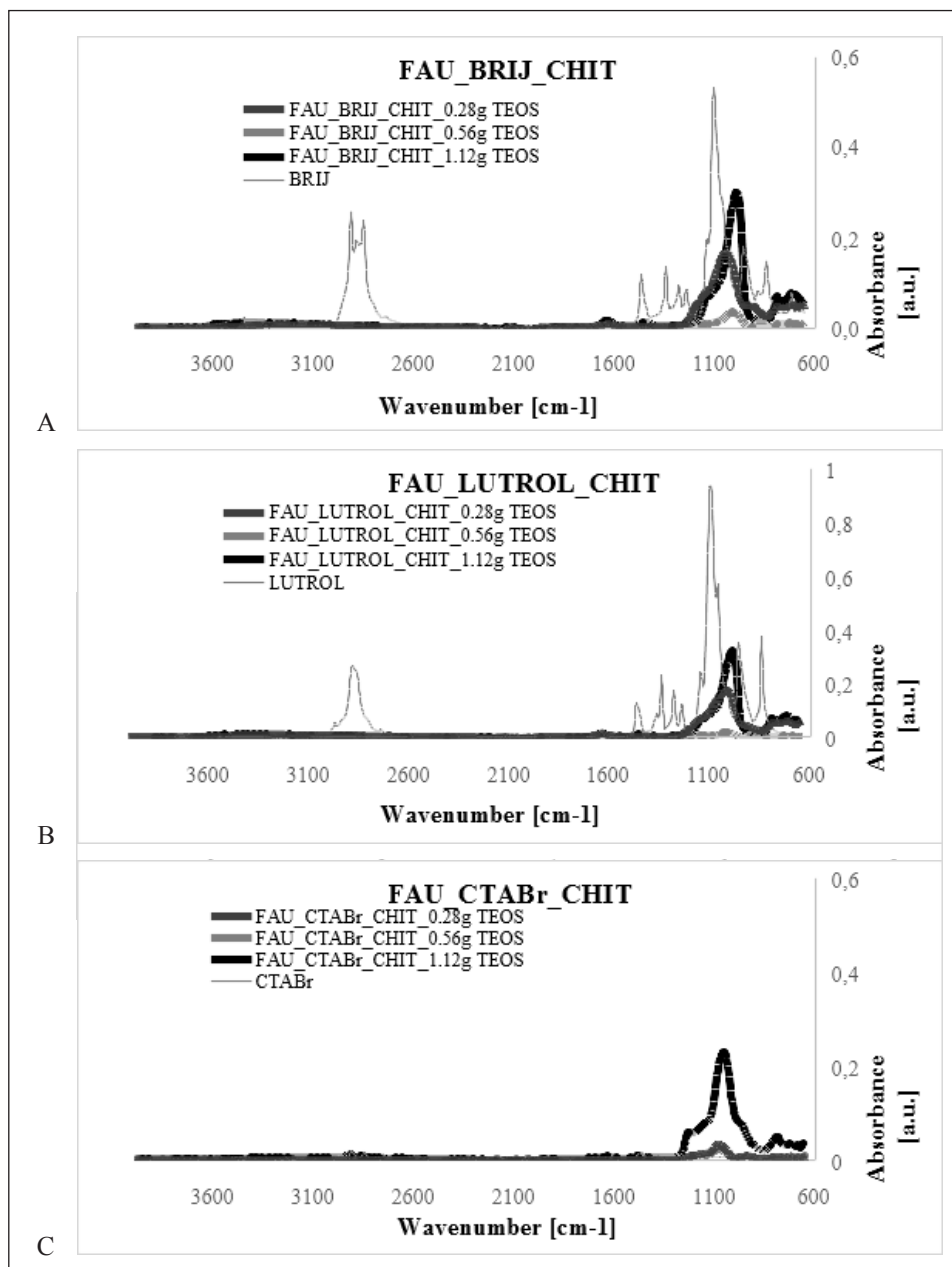 FAU_BRIJ_CHIT
FAU_BRIJ_CHIT_0.28g TEOS
FAU_BRIJ_CHIT_0.56g TEOS
FAU_BRIJ_CHIT_1.12g TEOS
BRIJ
0,6
0,4
0,2
0,0
Absorbance
[a.u.]
3600 3100 2600 2100 1600 1100 600
Wavenumber [cm-1]
A
FAU_LUTROL_CHIT
FAU_LUTROL_CHIT_0.28g TEOS
FAU_LUTROL_CHIT_0.56g TEOS
FAU_LUTROL_CHIT_1.12g TEOS
LUTROL
1
0,8
0,6
0,4
0,2
0
Absorbance
[a.u.]
3600 3100 2600 2100 1600 1100 600
Wavenumber [cm-1]
B
FAU_CTABr_CHIT
FAU_CTABr_CHIT_0.28g TEOS
FAU_CTABr_CHIT_0.56g TEOS
FAU_CTABr_CHIT_1.12g TEOS
CTABr
0,6
0,4
0,2
0
Absorbance
[a.u.]
3600 3100 2600 2100 1600 1100 600
Wavenumber [cm-1]
C